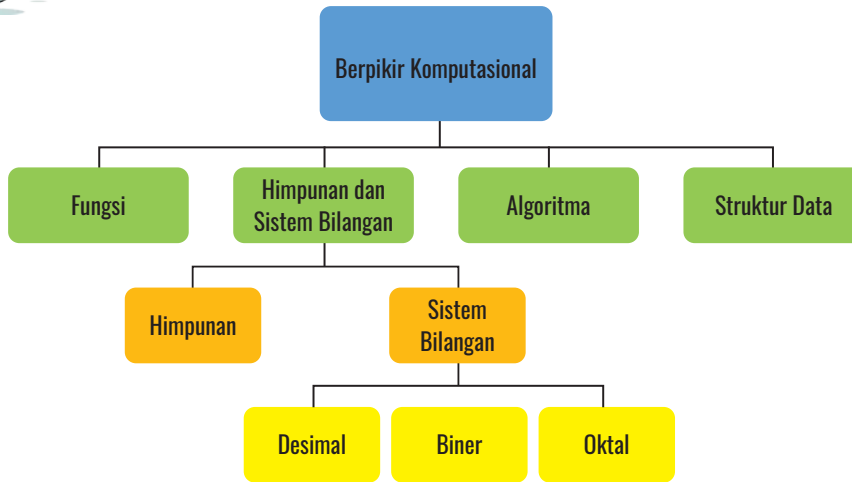 Berpikir Komputasional
Fungsi
Himpunan dan
Sistem Bilangan
Algoritma
Struktur Data
Himpunan
Sistem
Bilangan
Desimal
Biner
Oktal